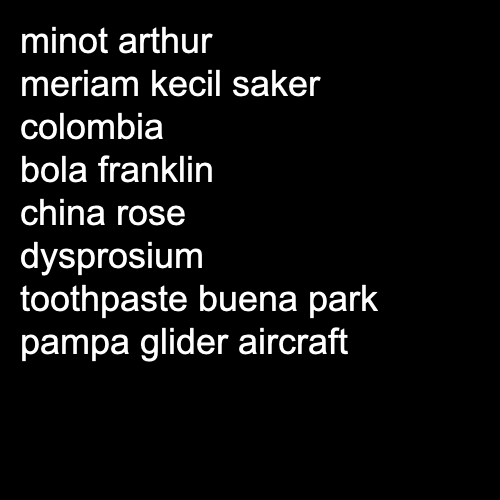 minot arthur
meriam kecil saker
colombia
bola franklin
china rose
dysprosium
toothpaste buena park
pampa glider aircraft